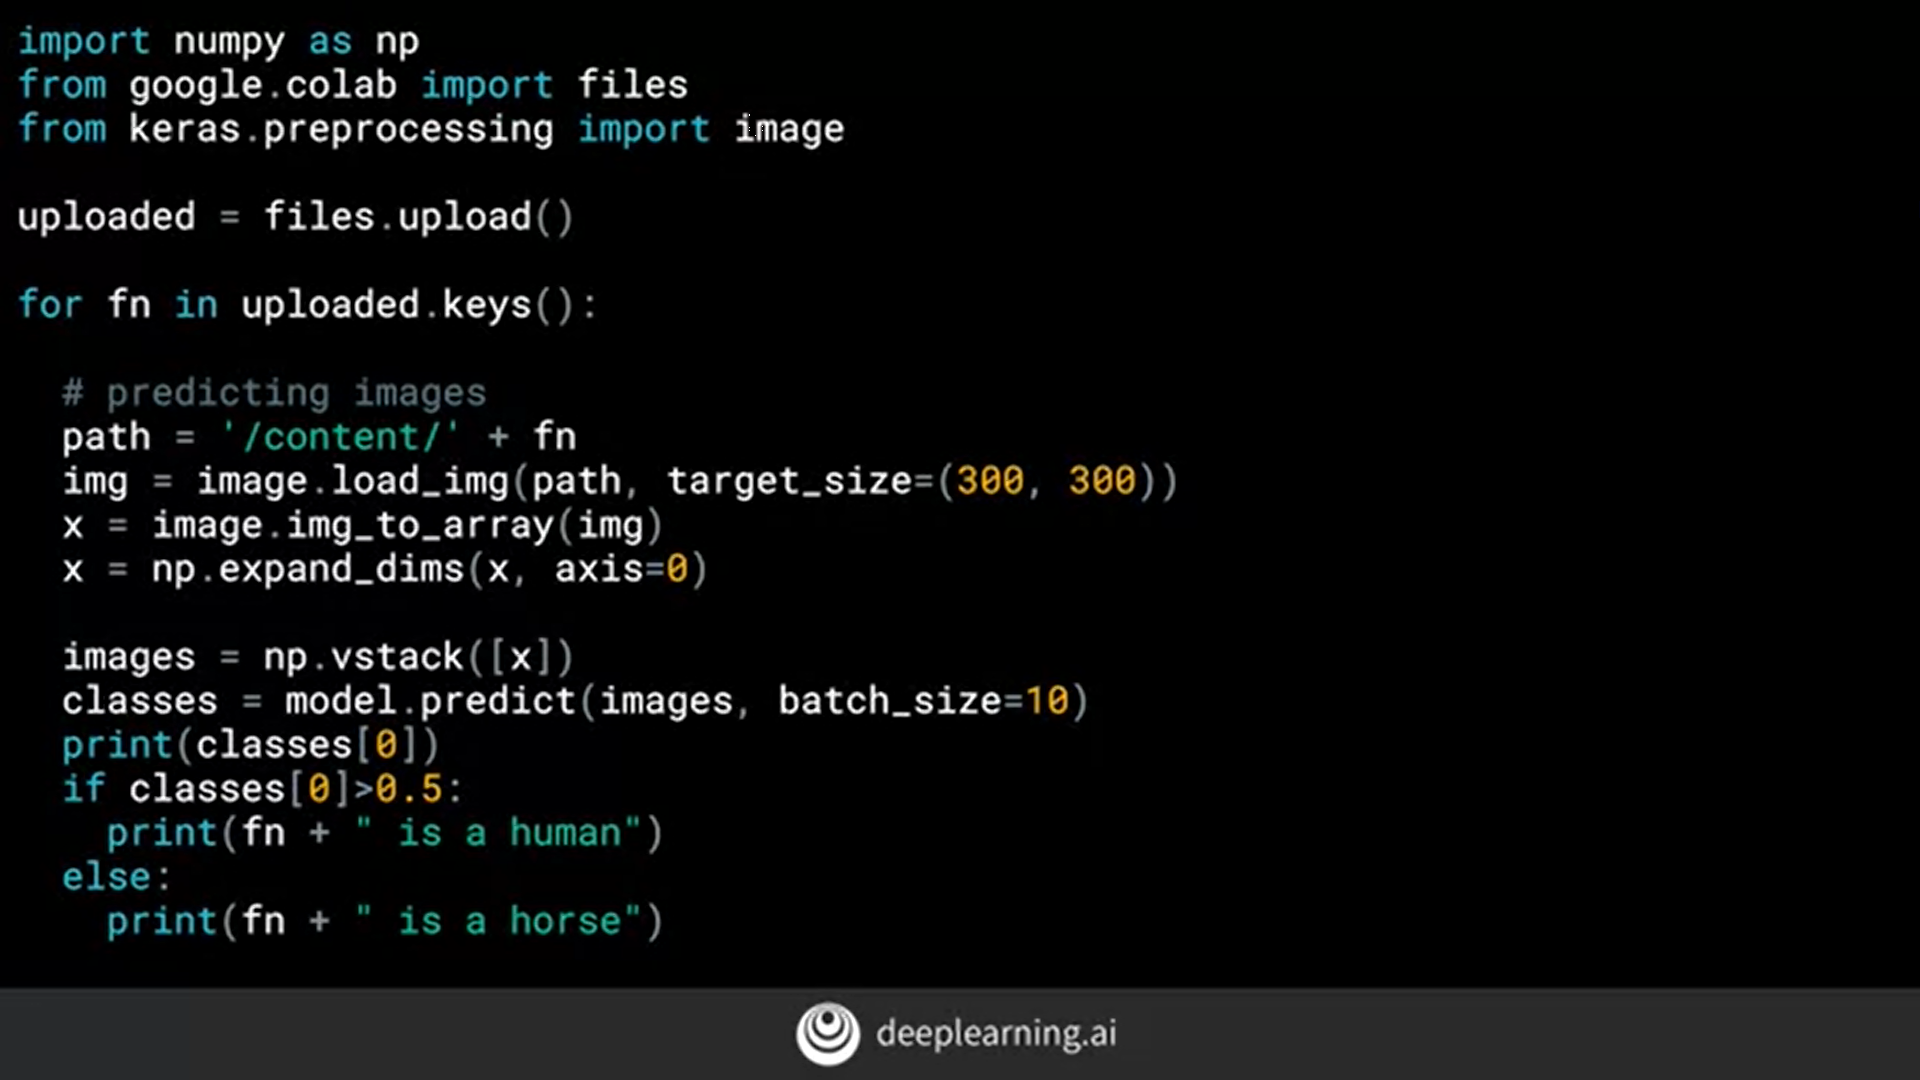 import numpy as np
from google.colab import files
from keras.preprocessing import image
uploaded = files.upload()
for fn in uploaded.keys():
# predicting images
path = '/content/' + fn
img = image.load_img(path, target_size=(300, 300))
x = image.img_to_array(img)
x = np.expand_dims(x, axis=0)
images = np.vstack([x])
classes = model.predict(images, batch_size=10)
print(classes[0])
if classes[0]>0.5:
print(fn + " is a human")
else:
print(fn + " is a horse")
deeplearning.ai